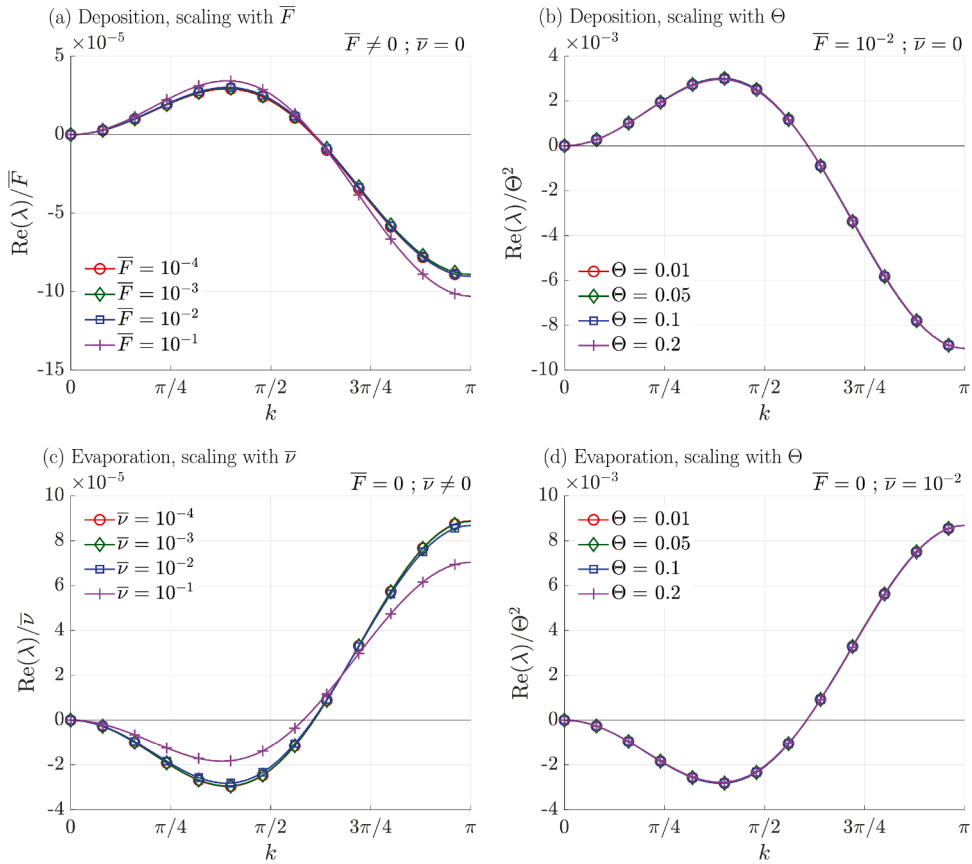 (a) Deposition, scaling with F̅
×10⁻⁵
F̅ ≠ 0 ; ν̅ = 0
5
0
-5
-10
-15
Re(λ)/F̅
F̅ = 10⁻⁴
F̅ = 10⁻³
F̅ = 10⁻²
F̅ = 10⁻¹
0 π/4 π/2 3π/4 π
k
(b) Deposition, scaling with Θ
×10⁻³
F̅ = 10⁻² ; ν̅ = 0
4
2
0
-2
-4
-6
-8
-10
Re(λ)/Θ²
Θ = 0.01
Θ = 0.05
Θ = 0.1
Θ = 0.2
0 π/4 π/2 3π/4 π
k
(c) Evaporation, scaling with ν̅
×10⁻⁵
F̅ = 0 ; ν̅ ≠ 0
10
8
6
4
2
0
-2
-4
Re(λ)/ν̅
ν̅ = 10⁻⁴
ν̅ = 10⁻³
ν̅ = 10⁻²
ν̅ = 10⁻¹
0 π/4 π/2 3π/4 π
k
(d) Evaporation, scaling with Θ
×10⁻³
F̅ = 0 ; ν̅ = 10⁻²
10
8
6
4
2
0
-2
-4
Re(λ)/Θ²
Θ = 0.01
Θ = 0.05
Θ = 0.1
Θ = 0.2
0 π/4 π/2 3π/4 π
k